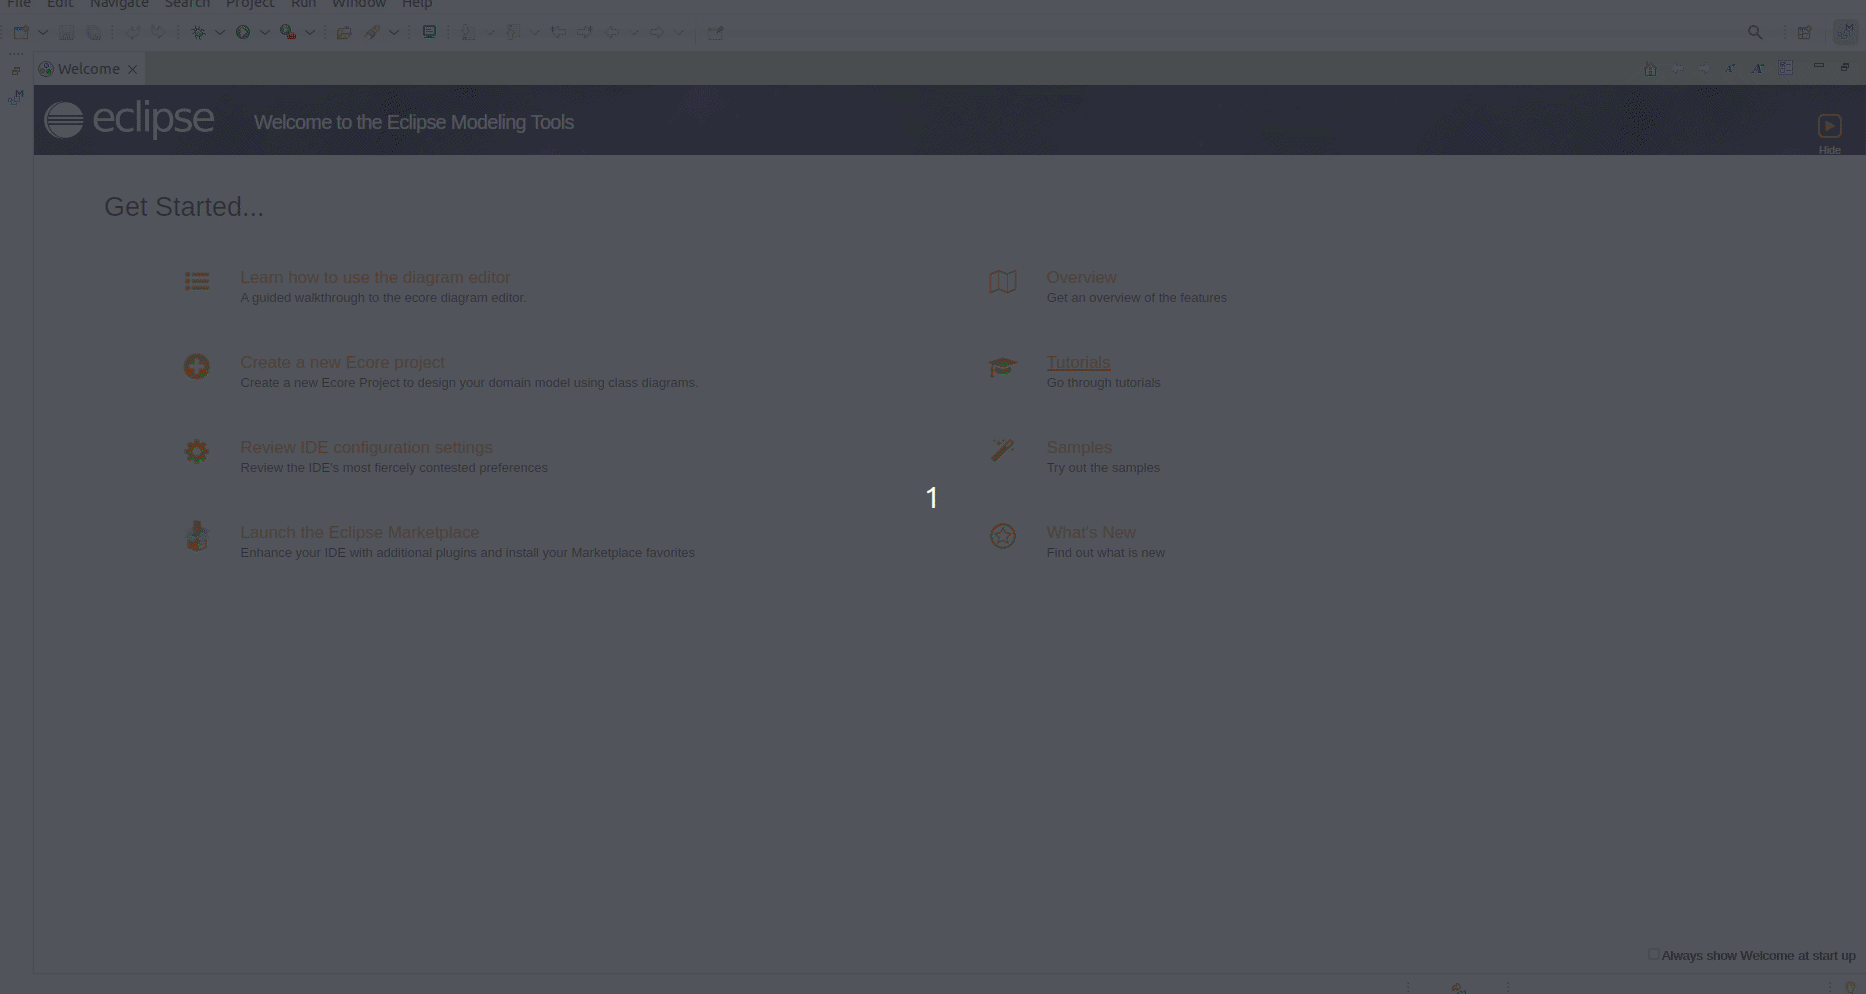 File Edit Navigate Search Project Run Window Help
Welcome
eclipse Welcome to the Eclipse Modeling Tools
Hide
Get Started...
Learn how to use the diagram editor
A guided walkthrough to the ecore diagram editor.
Overview
Get an overview of the features
Create a new Ecore project
Create a new Ecore Project to design your domain model using class diagrams.
Tutorials
Go through tutorials
Review IDE configuration settings
Review the IDE's most fiercely contested preferences
Samples
Try out the samples
1
Launch the Eclipse Marketplace
Enhance your IDE with additional plugins and install your Marketplace favorites
What's New
Find out what is new
Always show Welcome at start up